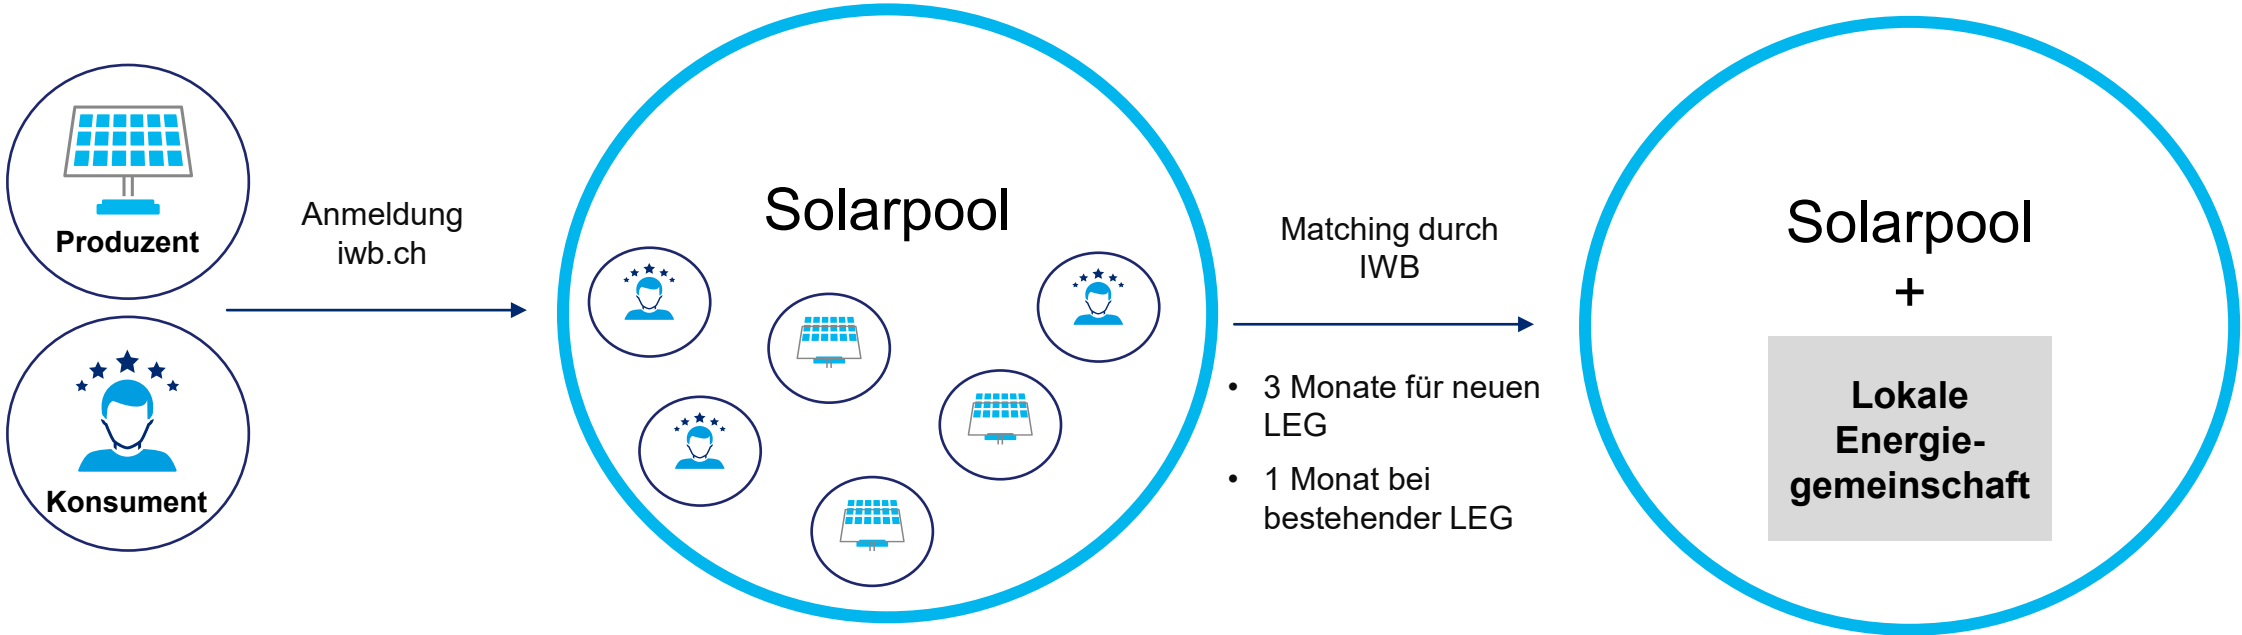 Produzent
Konsument
Anmeldung
iwb.ch
Solarpool
Matching durch
IWB
• 3 Monate für neuen
LEG
• 1 Monat bei
bestehender LEG
Solarpool
+
Lokale
Energie-
gemeinschaft